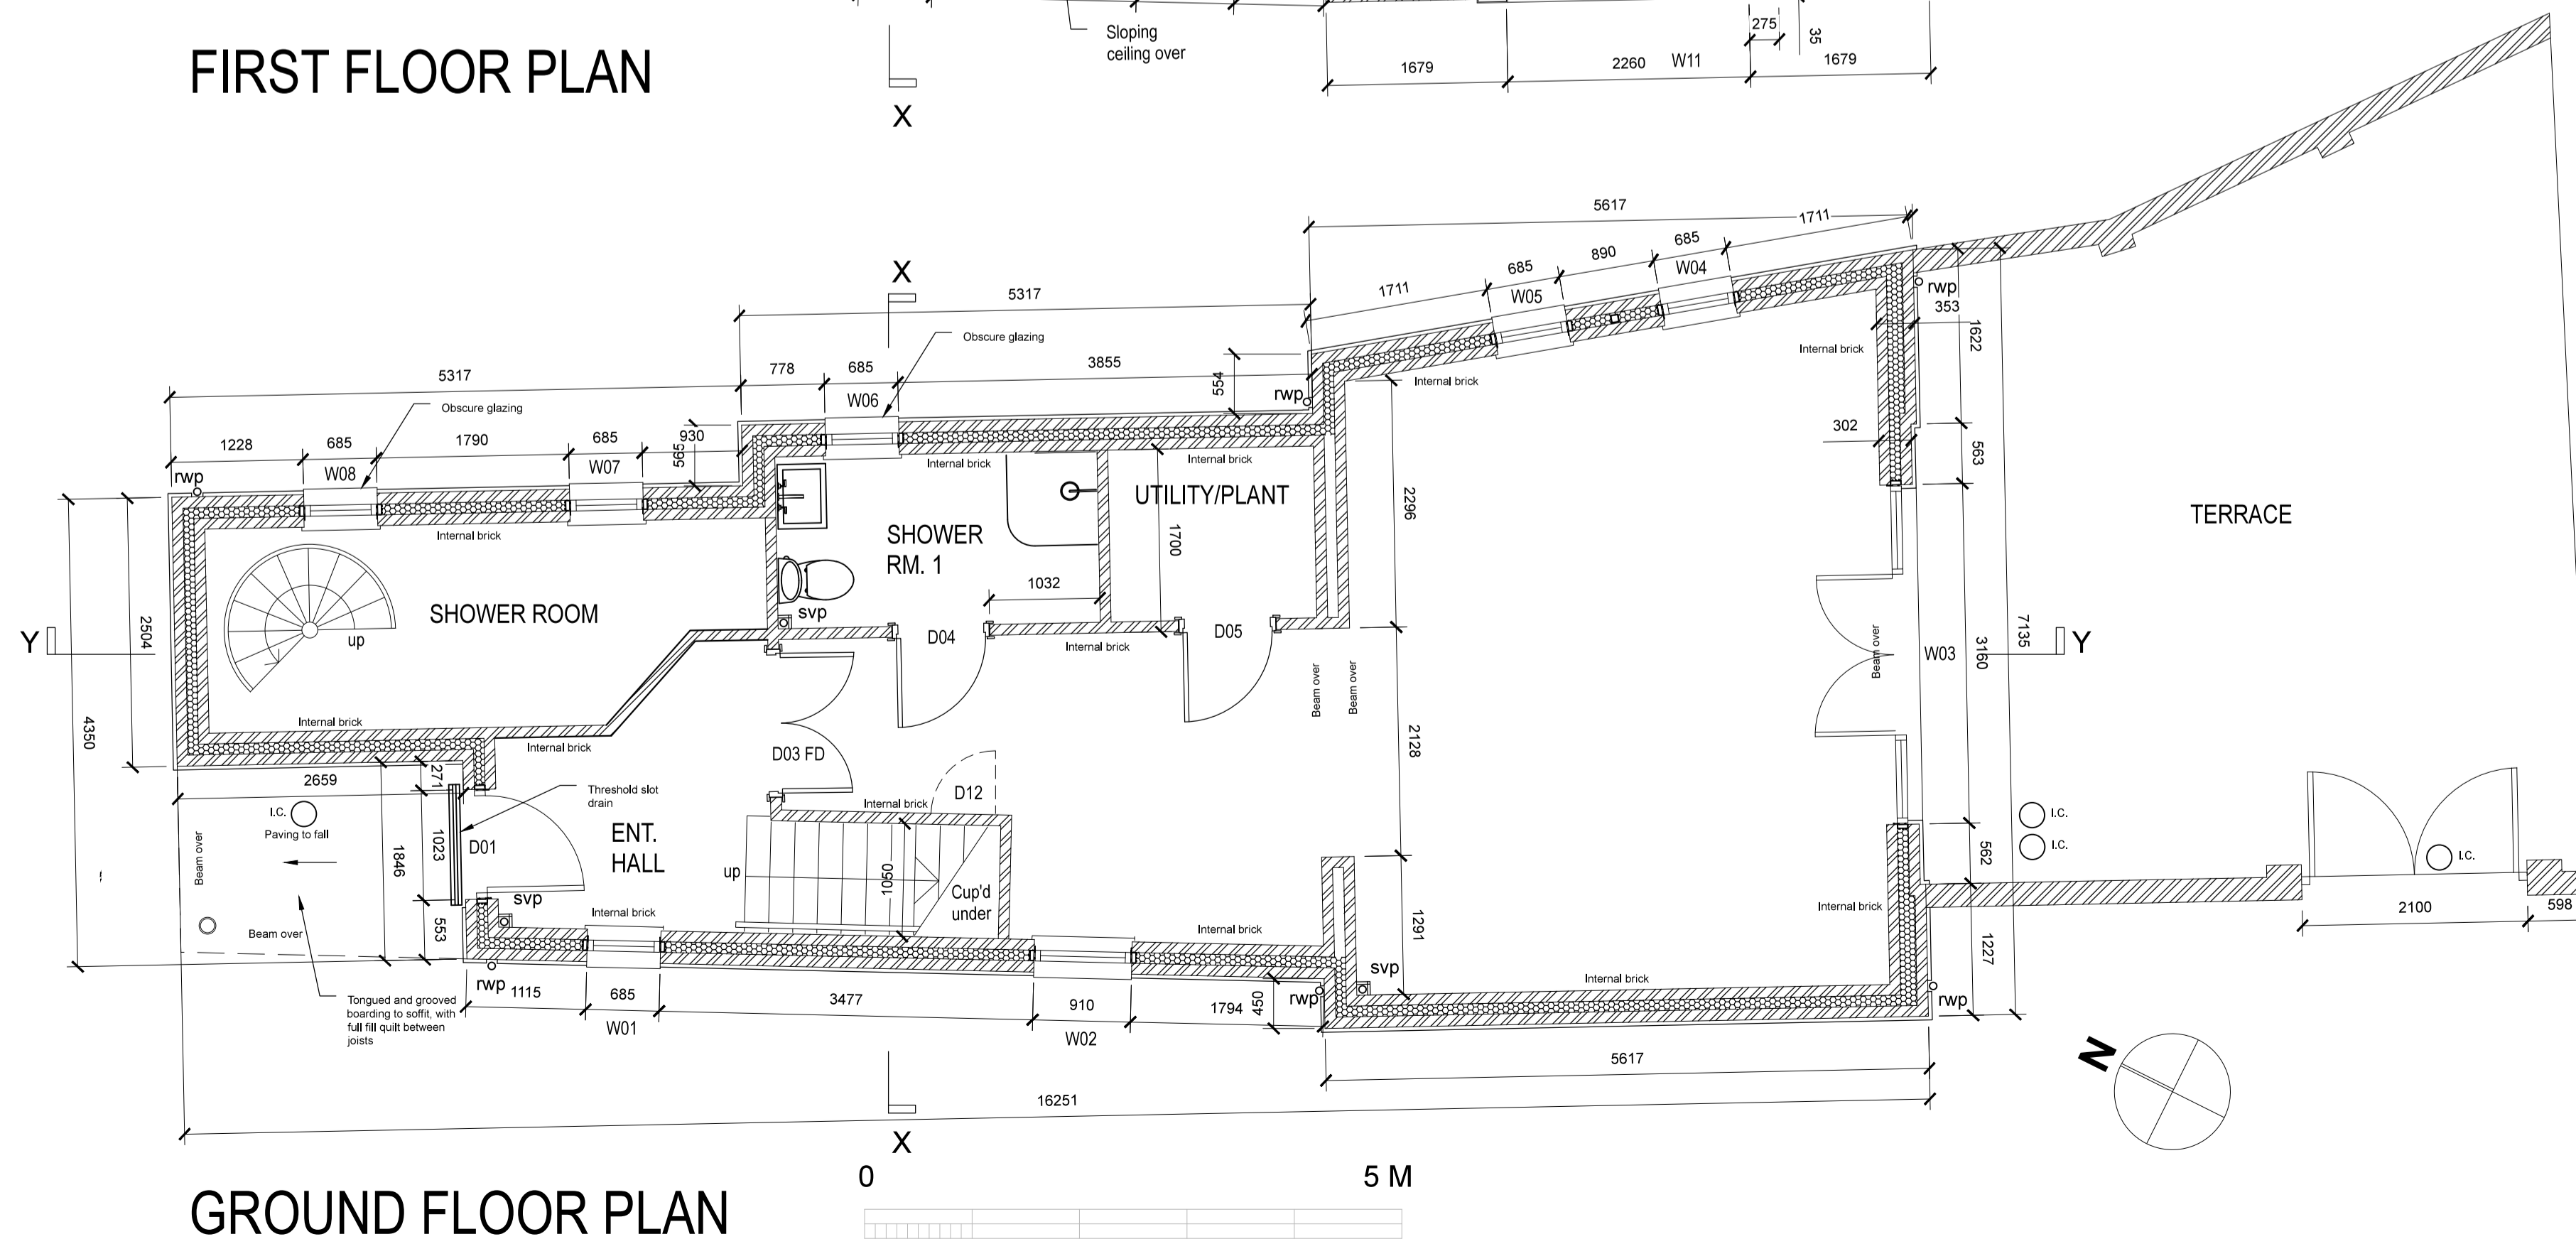 Sloping
ceiling over
275
35
1679
2260
W11
1679
FIRST FLOOR PLAN
X
5617
1711
X
5317
1711
685
W05
890
685
W04
rwp
353
1622
Obscure glazing
5317
Obscure glazing
778
685
W06
3855
554
rwp
Internal brick
Internal brick
302
563
1228
685
W08
1790
685
W07
930
565
rwp
Internal brick
Internal brick
Internal brick
UTILITY/PLANT
1700
2296
TERRACE
SHOWER
RM. 1
1032
SHOWER ROOM
up
svp
D04
D05
Internal brick
Y
2504
4350
Beam over
Beam over
Beam over
W03
3160
7135
Y
Internal brick
Internal brick
D03 FD
2128
2659
271
I.C.
Paving to fall
Beam over
1846
1023
553
D01
Threshold slot
drain
ENT.
HALL
D12
Internal brick
up
1050
Cup'd
under
svp
Internal brick
Beam over
Internal brick
1291
svp
Internal brick
Internal brick
562
1227
I.C.
I.C.
I.C.
2100
598
rwp
Tongued and grooved
boarding to soffit, with
full fill quilt between
joists
rwp
1115
685
W01
3477
910
W02
1794
450
rwp
5617
16251
N
X
0
5 M
GROUND FLOOR PLAN